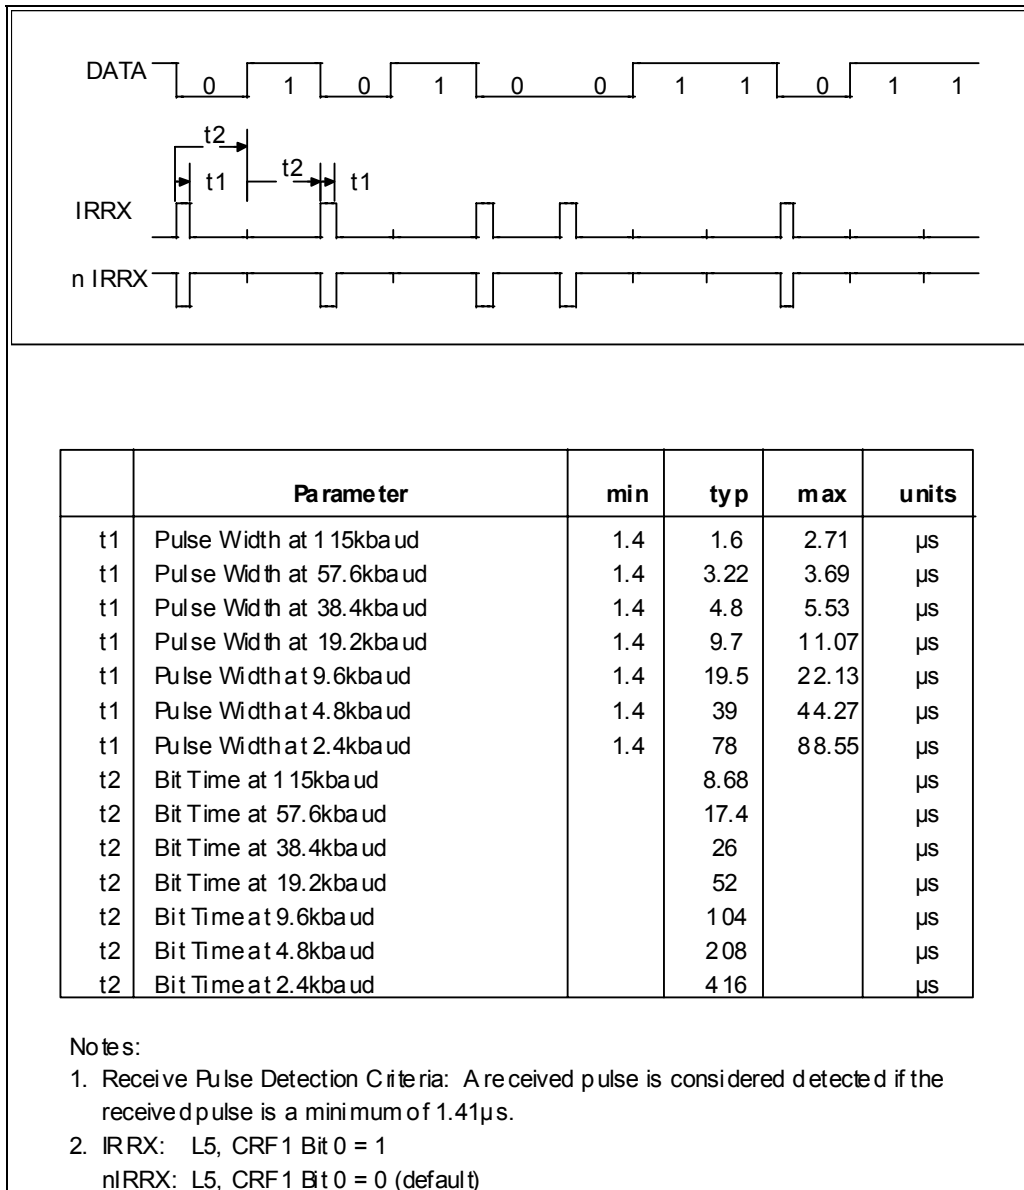 DATA 0 1 0 1 0 0 1 1 0 1 1
t2
t1 t2 t1
IRRX
n IRRX
Parameter min typ max units
t1 Pulse Width at 115kbaud 1.4 1.6 2.71 µs
t1 Pulse Width at 57.6kbaud 1.4 3.22 3.69 µs
t1 Pulse Width at 38.4kbaud 1.4 4.8 5.53 µs
t1 Pulse Width at 19.2kbaud 1.4 9.7 11.07 µs
t1 Pulse Width at 9.6kbaud 1.4 19.5 22.13 µs
t1 Pulse Width at 4.8kbaud 1.4 39 44.27 µs
t1 Pulse Width at 2.4kbaud 1.4 78 88.55 µs
t2 Bit Time at 115kbaud 8.68 µs
t2 Bit Time at 57.6kbaud 17.4 µs
t2 Bit Time at 38.4kbaud 26 µs
t2 Bit Time at 19.2kbaud 52 µs
t2 Bit Time at 9.6kbaud 104 µs
t2 Bit Time at 4.8kbaud 208 µs
t2 Bit Time at 2.4kbaud 416 µs
Notes:
1. Receive Pulse Detection Criteria: A received pulse is considered detected if the
received pulse is a minimum of 1.41µs.
2. IRRX: L5, CRF1 Bit 0 = 1
nIRRX: L5, CRF1 Bit 0 = 0 (default)